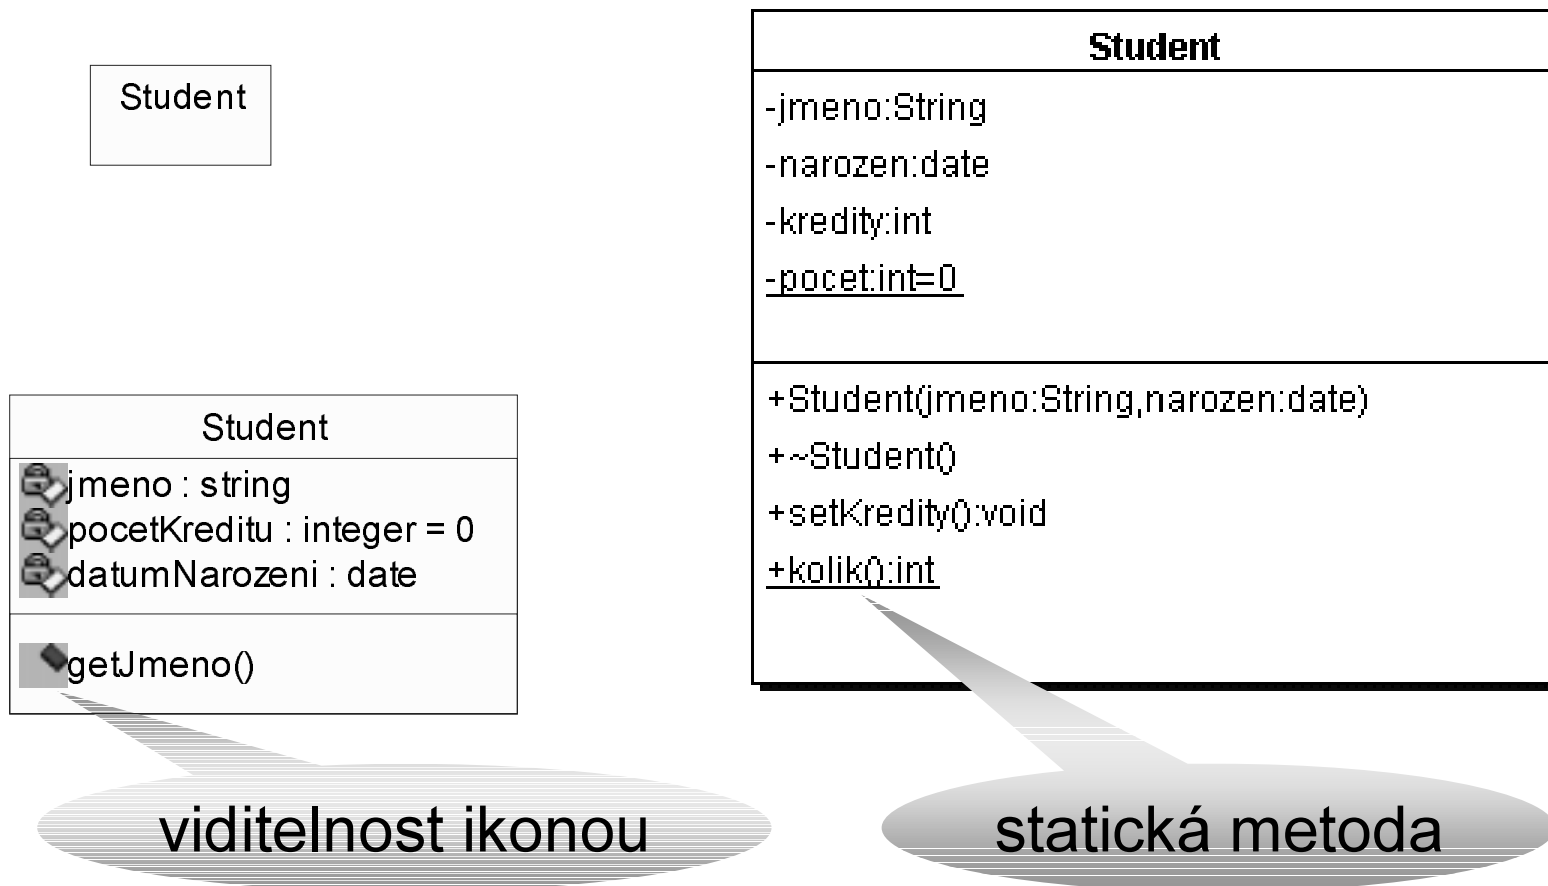 Student
Student
jmeno : string
pocetKreditu : integer = 0
datumNarozeni : date
getJmeno()
viditelnost ikonou
Student
-jmeno:String
-narozen:date
-kredity:int
-pocet:int=0
+Student(jmeno:String,narozen:date)
+~Student()
+setKredity():void
+kolik():int
statická metoda